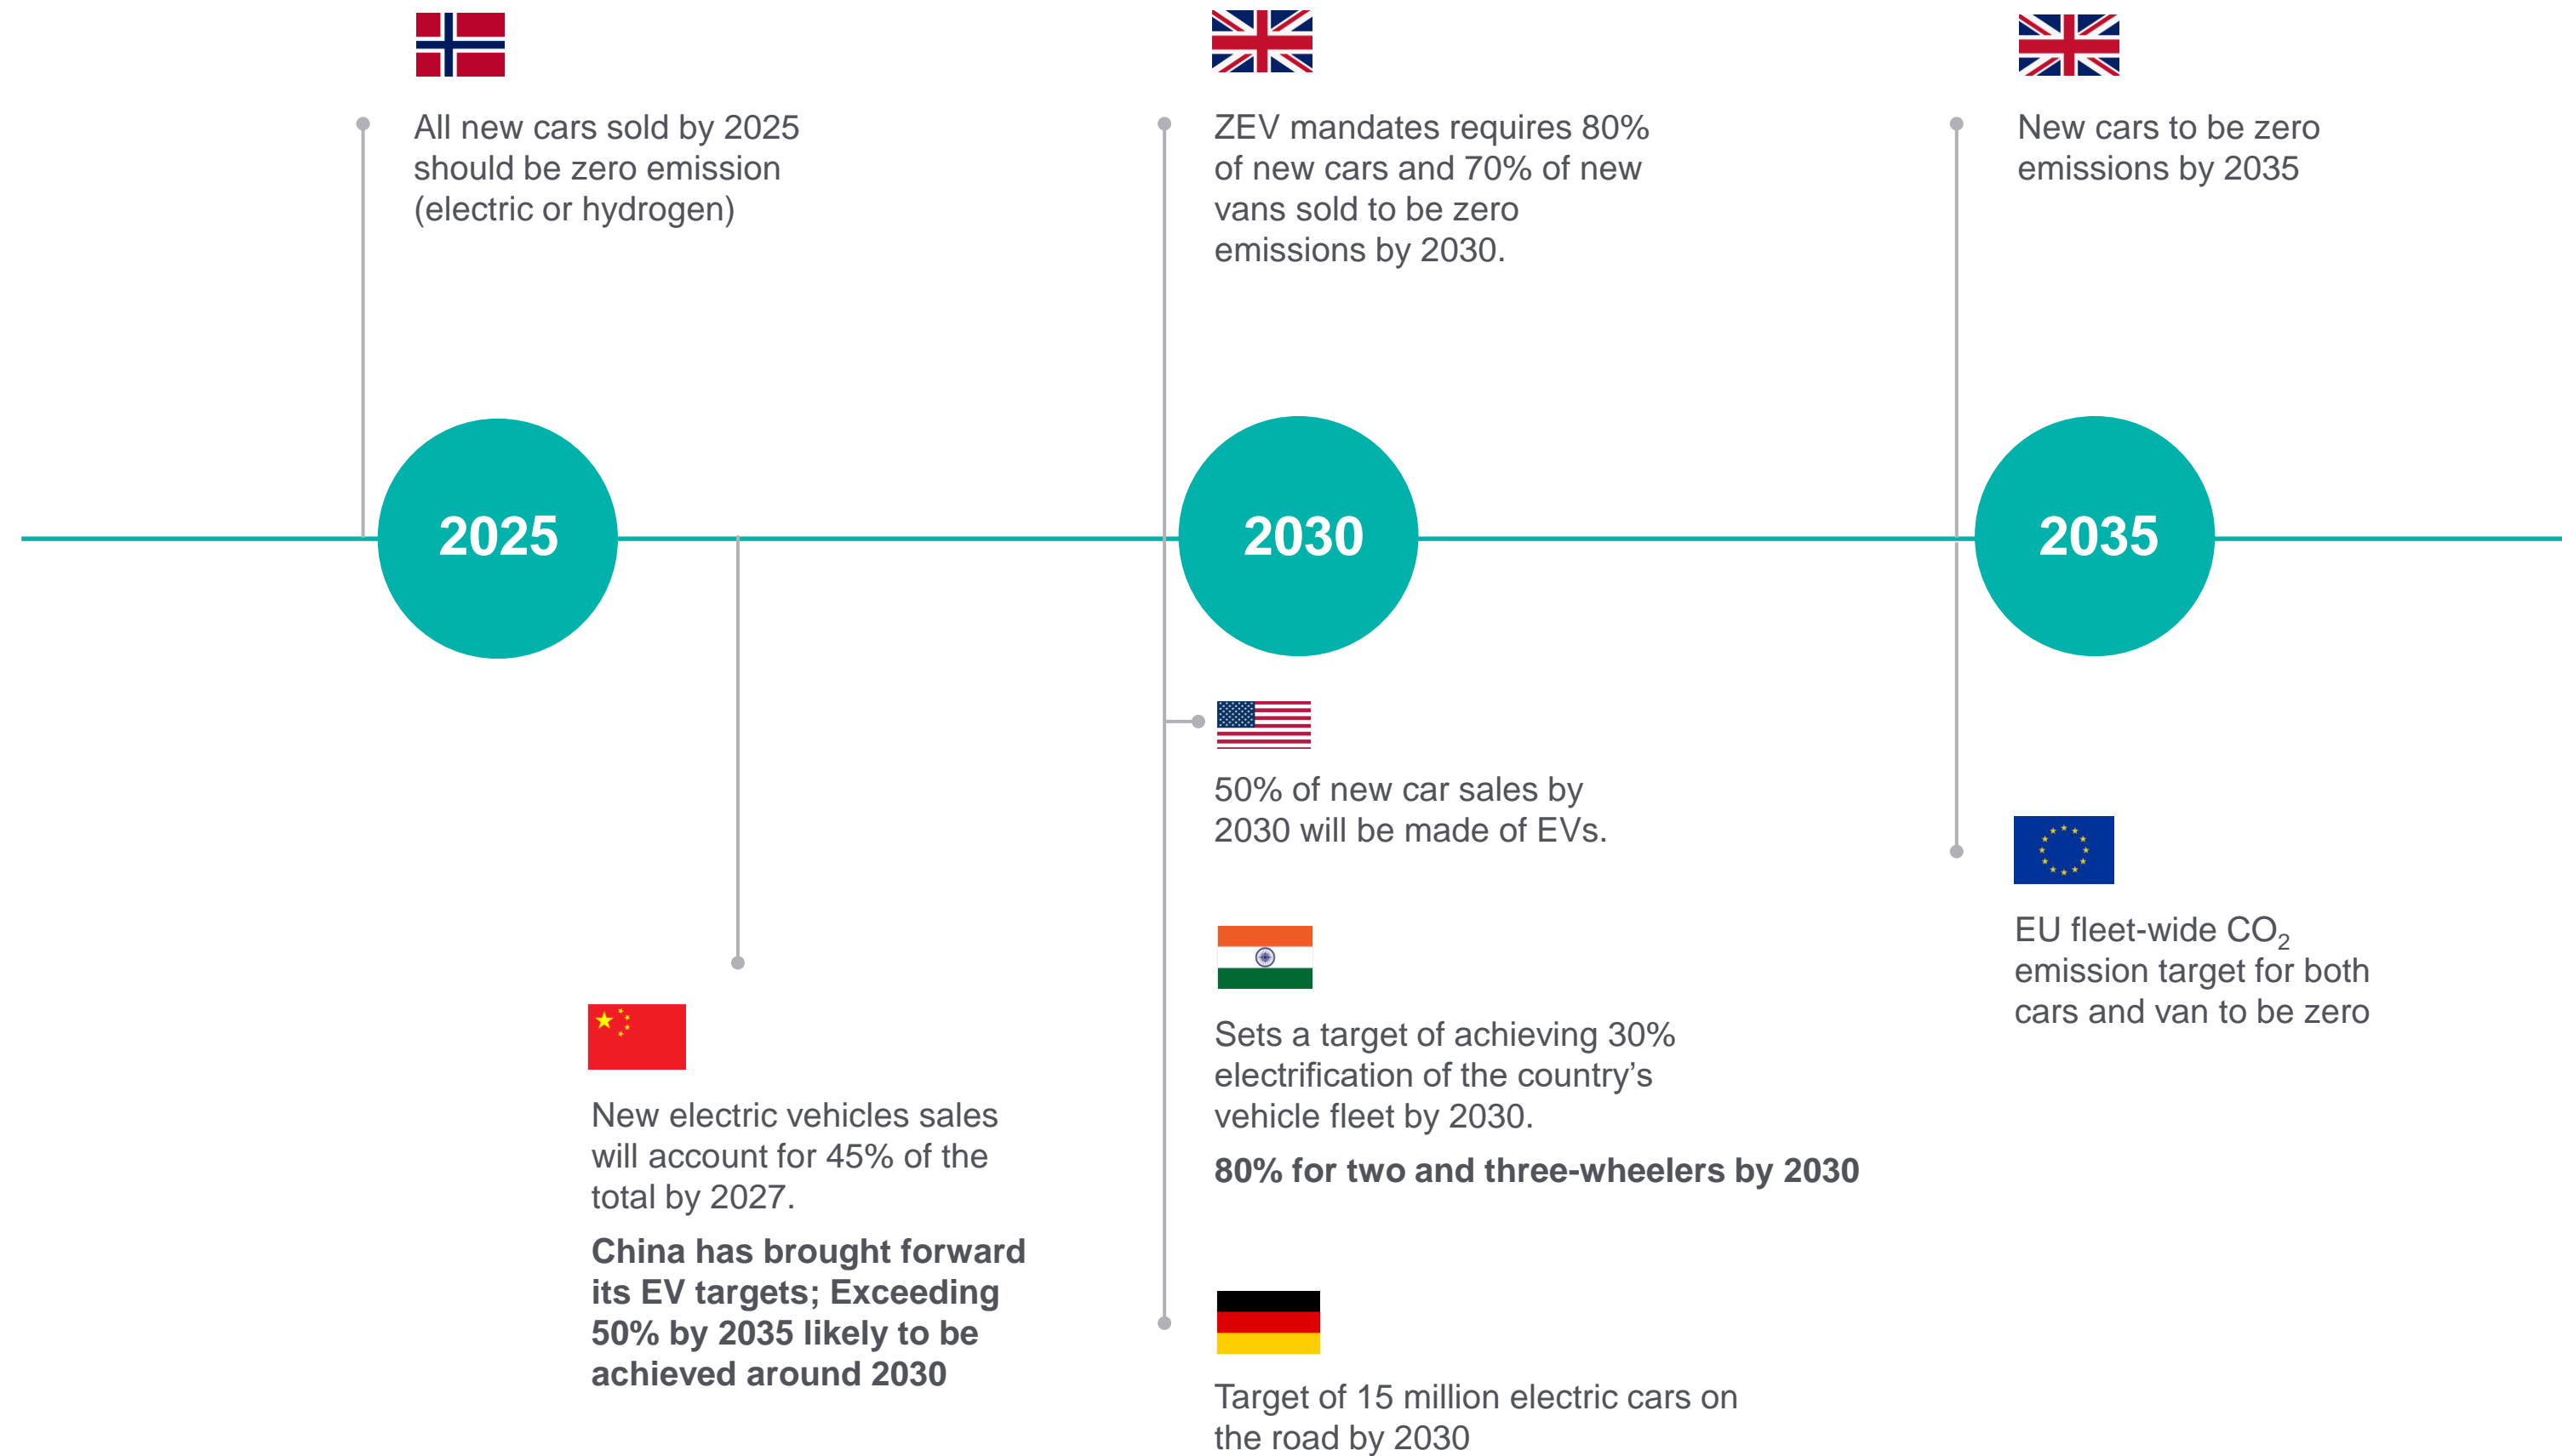 All new cars sold by 2025
should be zero emission
(electric or hydrogen)
ZEV mandates requires 80%
of new cars and 70% of new
vans sold to be zero
emissions by 2030.
New cars to be zero
emissions by 2035
2025
2030
2035
New electric vehicles sales
will account for 45% of the
total by 2027.
China has brought forward
its EV targets; Exceeding
50% by 2035 likely to be
achieved around 2030
50% of new car sales by
2030 will be made of EVs.
Sets a target of achieving 30%
electrification of the country’s
vehicle fleet by 2030.
80% for two and three-wheelers by 2030
Target of 15 million electric cars on
the road by 2030
EU fleet-wide CO₂
emission target for both
cars and van to be zero